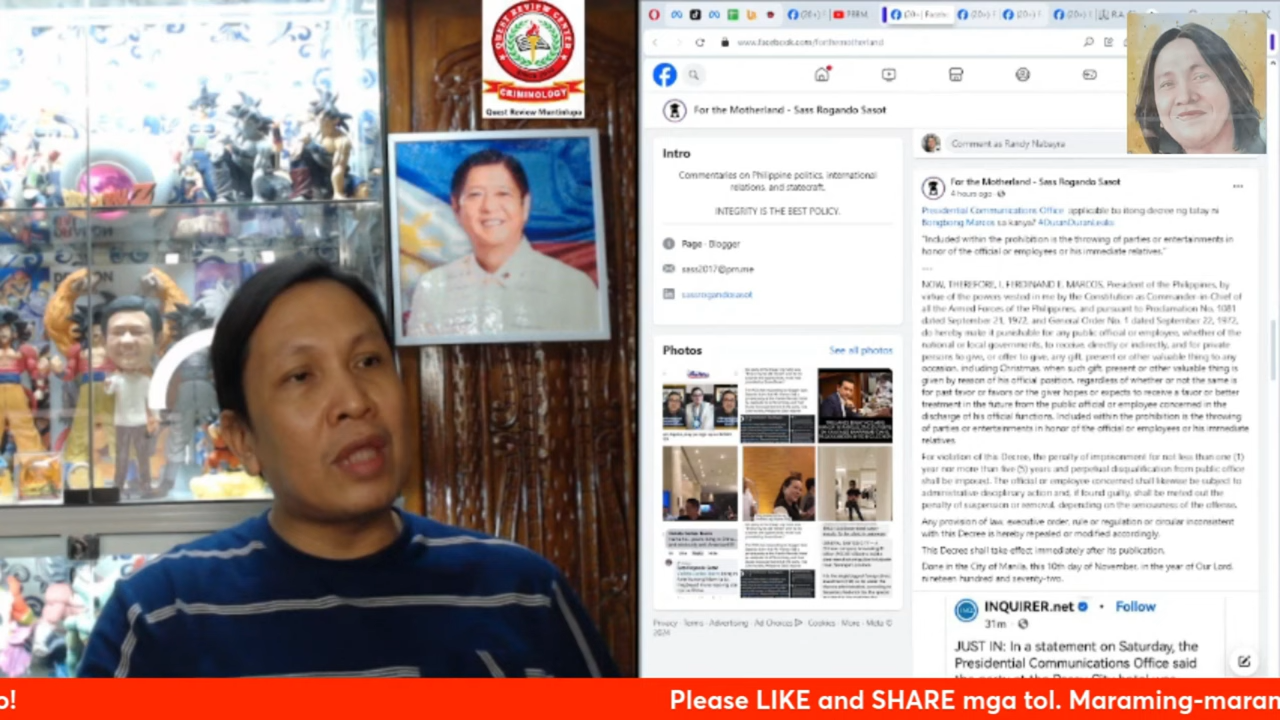 QUEST REVIEW CENTER
CRIMINOLOGY
Quest Review Muntinlupa
www.facebook.com/forthemotherland
For the Motherland - Sass Rogando Sasot
Intro
Commentaries on Philippine politics, international
relations, and statecraft.
INTEGRITY IS THE BEST POLICY.
Page · Blogger
sass2017@pm.me
sassrogandosasot
Photos
See all photos
Privacy · Terms · Advertising · Ad Choices · Cookies · More · Meta ©
2024
Comment as Randy Nabayra
For the Motherland - Sass Rogando Sasot
4 hours ago
Presidential Communications Office applicable ba itong decree ng tatay ni
Bongbong Marcos sa kanya? #DuranDuranLeaks
"Included within the prohibition is the throwing of parties or entertainments in
honor of the official or employees or his immediate relatives."
NOW, THEREFORE, I, FERDINAND E. MARCOS, President of the Philippines, by
virtue of the powers vested in me by the Constitution as Commander-in-Chief of
all the Armed Forces of the Philippines, and pursuant to Proclamation No. 1081
dated September 21, 1972, and General Order No. 1 dated September 22, 1972,
do hereby make it punishable for any public official or employee, whether of the
national or local governments, to receive, directly or indirectly, and for private
persons to give, or offer to give, any gift, present or other valuable thing to any
occasion, including Christmas, when such gift, present or other valuable thing is
given by reason of his official position, regardless of whether or not the same is
for past favor or favors or the giver hopes or expects to receive a favor or better
treatment in the future from the public official or employee concerned in the
discharge of his official functions. Included within the prohibition is the throwing
of parties or entertainments in honor of the official or employees or his immediate
relatives.
For violation of this Decree, the penalty of imprisonment for not less than one (1)
year nor more than five (5) years and perpetual disqualification from public office
shall be imposed. The official or employee concerned shall likewise be subject to
administrative disciplinary action and, if found guilty, shall be meted out the
penalty of suspension or removal, depending on the seriousness of the offense.
Any provision of law, executive order, rule or regulation or circular inconsistent
with this Decree is hereby repealed or modified accordingly.
This Decree shall take effect immediately after its publication.
Done in the City of Manila, this 10th day of November, in the year of Our Lord,
nineteen hundred and seventy-two.
INQUIRER.net · Follow
31m
JUST IN: In a statement on Saturday, the
Presidential Communications Office said
o!
Please LIKE and SHARE mga tol. Maraming-maran